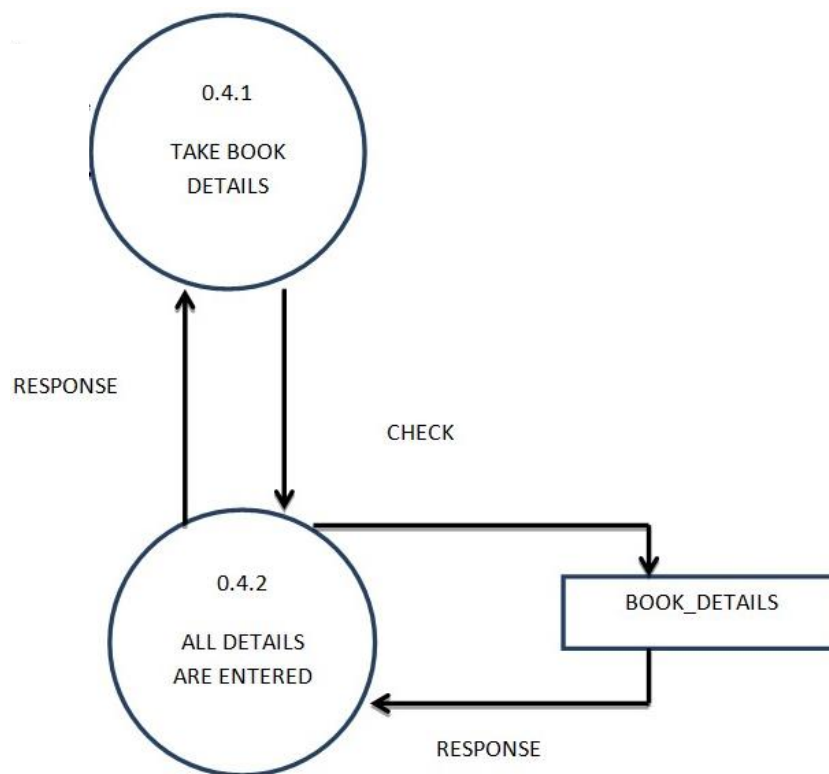 0.4.1
TAKE BOOK
DETAILS
RESPONSE
CHECK
0.4.2
ALL DETAILS
ARE ENTERED
BOOK_DETAILS
RESPONSE